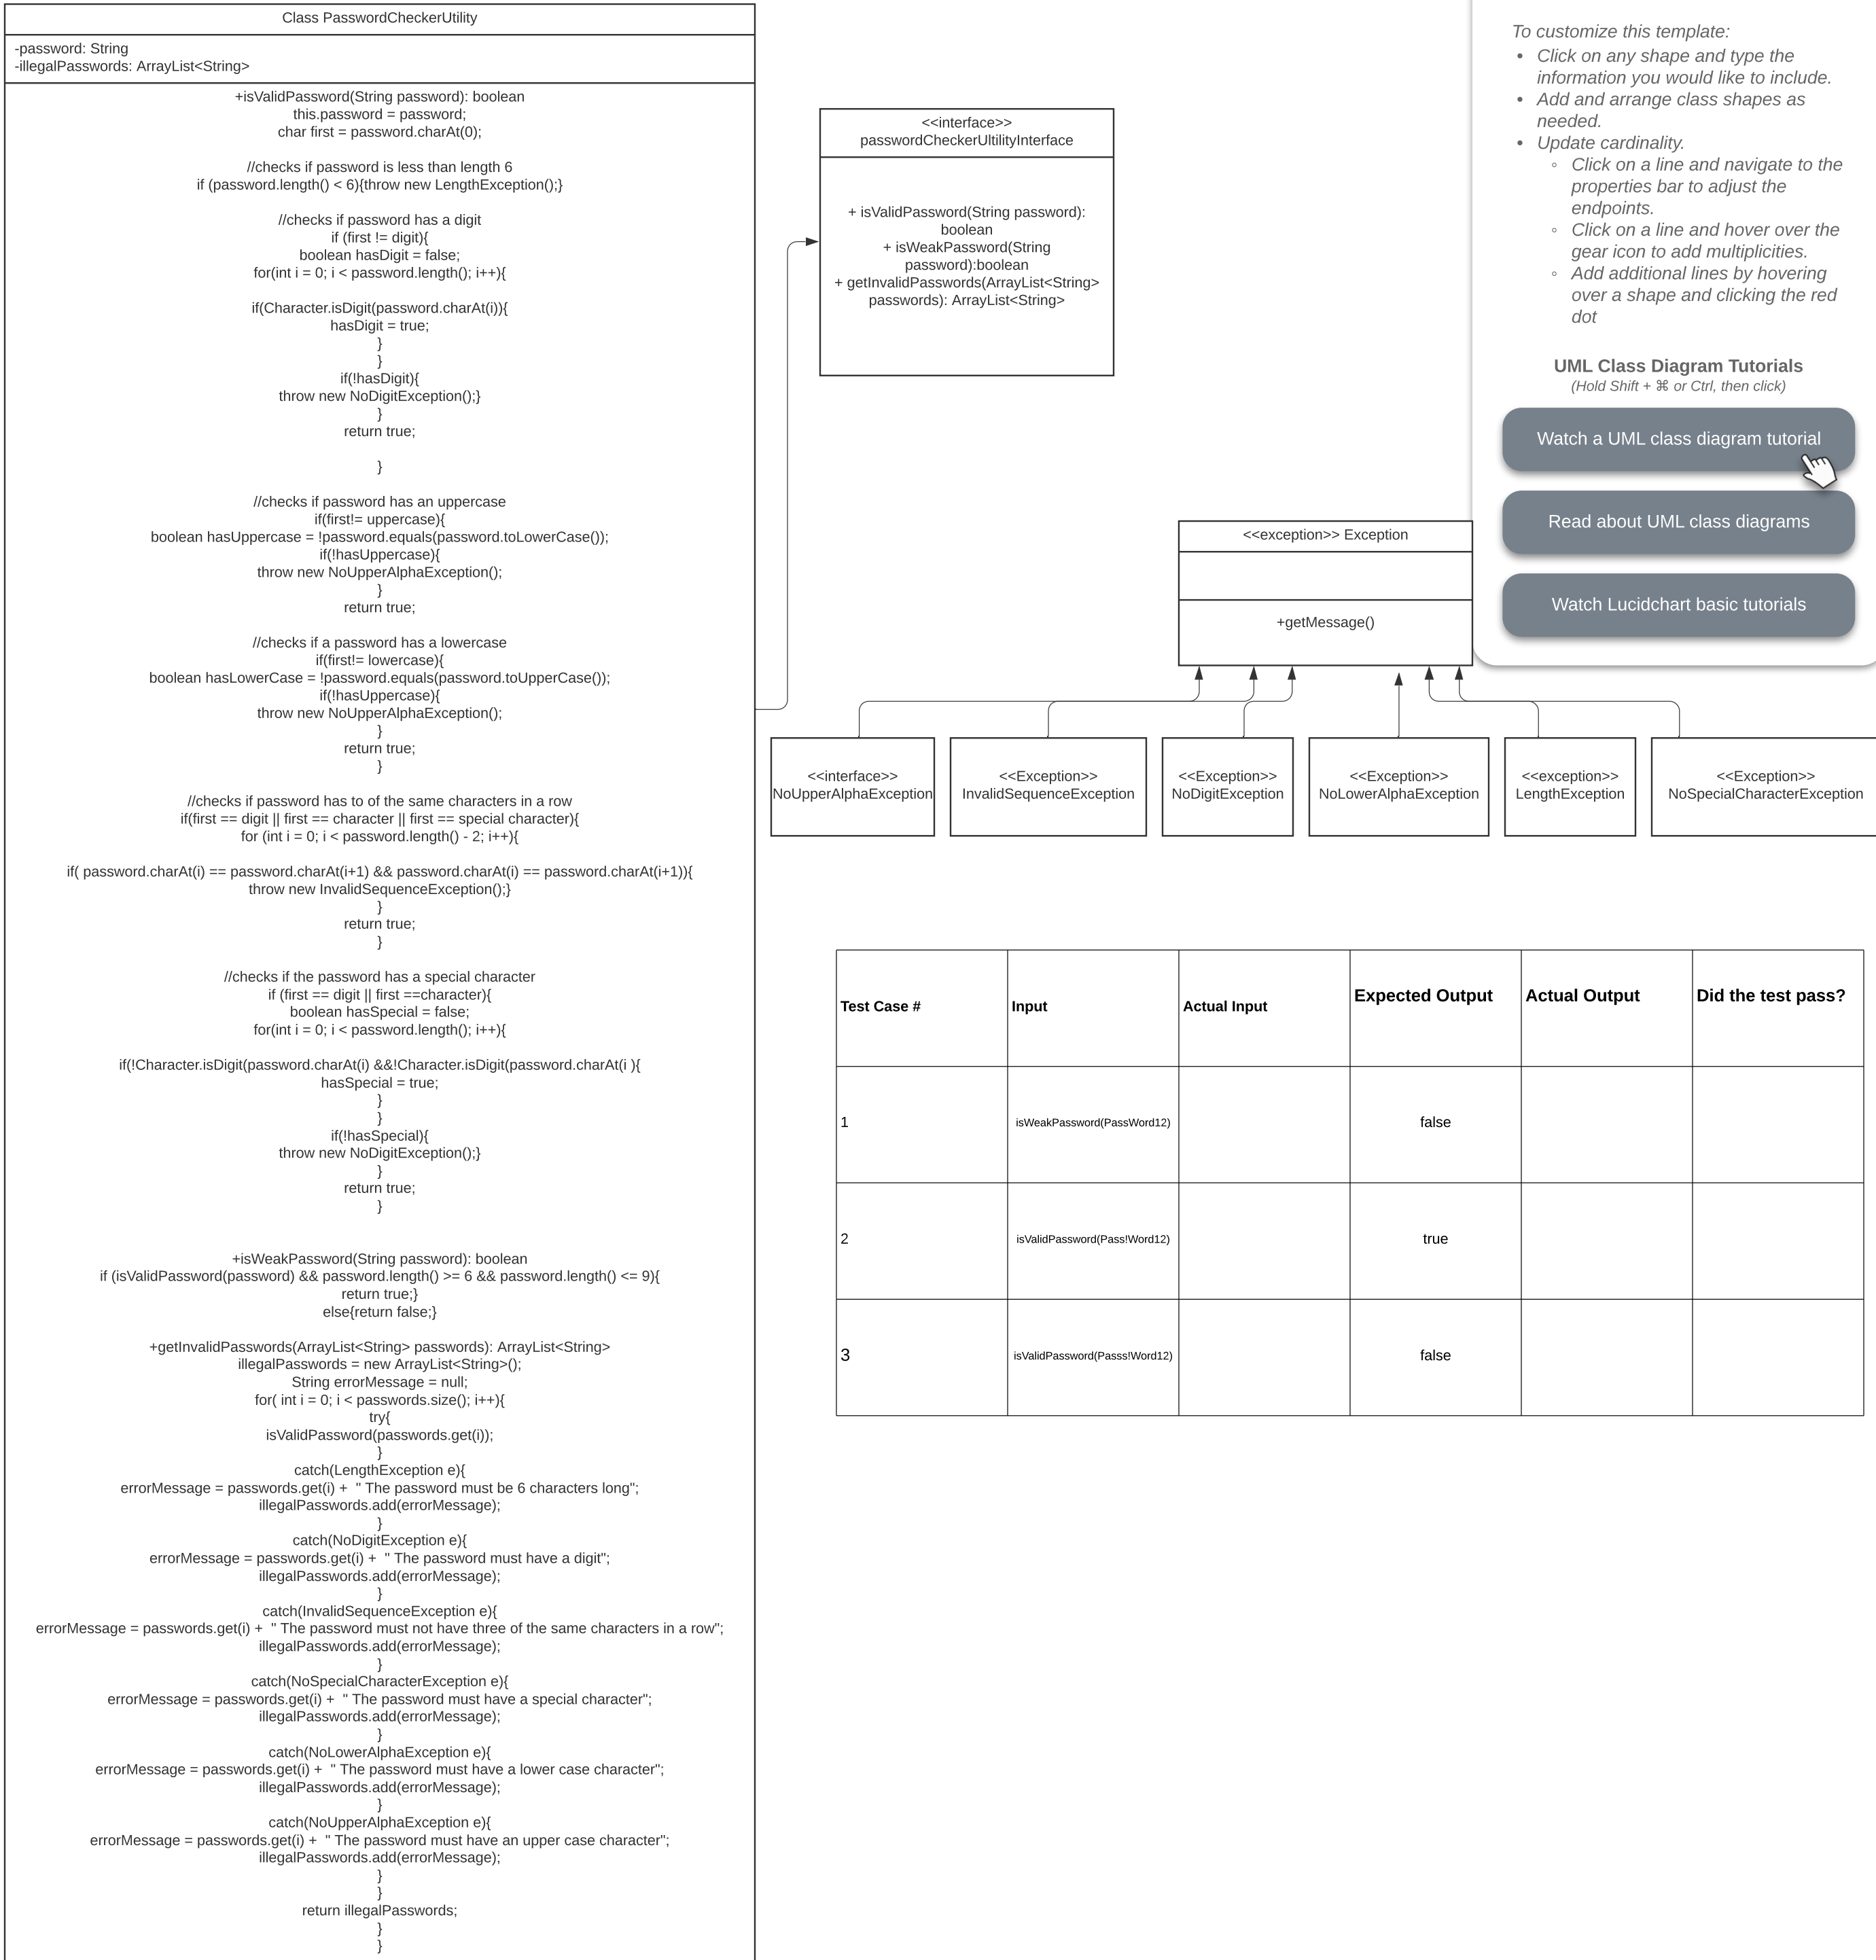 Class PasswordCheckerUtility
-password: String
-illegalPasswords: ArrayList<String>
+isValidPassword(String password): boolean
this.password = password;
char first = password.charAt(0);
//checks if password is less than length 6
if (password.length() < 6){throw new LengthException();}
//checks if password has a digit
if (first != digit){
boolean hasDigit = false;
for(int i = 0; i < password.length(); i++){
if(Character.isDigit(password.charAt(i)){
hasDigit = true;
}
}
if(!hasDigit){
throw new NoDigitException();}
}
return true;
}
//checks if password has an uppercase
if(first!= uppercase){
boolean hasUppercase = !password.equals(password.toLowerCase());
if(!hasUppercase){
throw new NoUpperAlphaException();
}
return true;
//checks if a password has a lowercase
if(first!= lowercase){
boolean hasLowerCase = !password.equals(password.toUpperCase());
if(!hasUppercase){
throw new NoUpperAlphaException();
}
return true;
}
//checks if password has to of the same characters in a row
if(first == digit || first == character || first == special character){
for (int i = 0; i < password.length() - 2; i++){
if( password.charAt(i) == password.charAt(i+1) && password.charAt(i) == password.charAt(i+1)){
throw new InvalidSequenceException();}
}
return true;
}
//checks if the password has a special character
if (first == digit || first ==character){
boolean hasSpecial = false;
for(int i = 0; i < password.length(); i++){
if(!Character.isDigit(password.charAt(i) &&!Character.isDigit(password.charAt(i ){
hasSpecial = true;
}
}
if(!hasSpecial){
throw new NoDigitException();}
}
return true;
}
+isWeakPassword(String password): boolean
if (isValidPassword(password) && password.length() >= 6 && password.length() <= 9){
return true;}
else{return false;}
+getInvalidPasswords(ArrayList<String> passwords): ArrayList<String>
illegalPasswords = new ArrayList<String>();
String errorMessage = null;
for( int i = 0; i < passwords.size(); i++){
try{
isValidPassword(passwords.get(i));
}
catch(LengthException e){
errorMessage = passwords.get(i) +  " The password must be 6 characters long";
illegalPasswords.add(errorMessage);
}
catch(NoDigitException e){
errorMessage = passwords.get(i) +  " The password must have a digit";
illegalPasswords.add(errorMessage);
}
catch(InvalidSequenceException e){
errorMessage = passwords.get(i) +  " The password must not have three of the same characters in a row";
illegalPasswords.add(errorMessage);
}
catch(NoSpecialCharacterException e){
errorMessage = passwords.get(i) +  " The password must have a special character";
illegalPasswords.add(errorMessage);
}
catch(NoLowerAlphaException e){
errorMessage = passwords.get(i) +  " The password must have a lower case character";
illegalPasswords.add(errorMessage);
}
catch(NoUpperAlphaException e){
errorMessage = passwords.get(i) +  " The password must have an upper case character";
illegalPasswords.add(errorMessage);
}
}
return illegalPasswords;
}
}
<<interface>>
passwordCheckerUltilityInterface
+ isValidPassword(String password):
boolean
+ isWeakPassword(String
password):boolean
+ getInvalidPasswords(ArrayList<String>
passwords): ArrayList<String>
To customize this template:
• Click on any shape and type the
information you would like to include.
• Add and arrange class shapes as
needed.
• Update cardinality.
◦ Click on a line and navigate to the
properties bar to adjust the
endpoints.
◦ Click on a line and hover over the
gear icon to add multiplicities.
◦ Add additional lines by hovering
over a shape and clicking the red
dot
UML Class Diagram Tutorials
(Hold Shift + ⌘ or Ctrl, then click)
Watch a UML class diagram tutorial
Read about UML class diagrams
Watch Lucidchart basic tutorials
<<exception>> Exception
+getMessage()
<<interface>>
NoUpperAlphaException
<<Exception>>
InvalidSequenceException
<<Exception>>
NoDigitException
<<Exception>>
NoLowerAlphaException
<<exception>>
LengthException
<<Exception>>
NoSpecialCharacterException
Test Case # Input Actual Input Expected Output Actual Output Did the test pass?
1 isWeakPassword(PassWord12) false
2 isValidPassword(Pass!Word12) true
3 isValidPassword(Passs!Word12) false